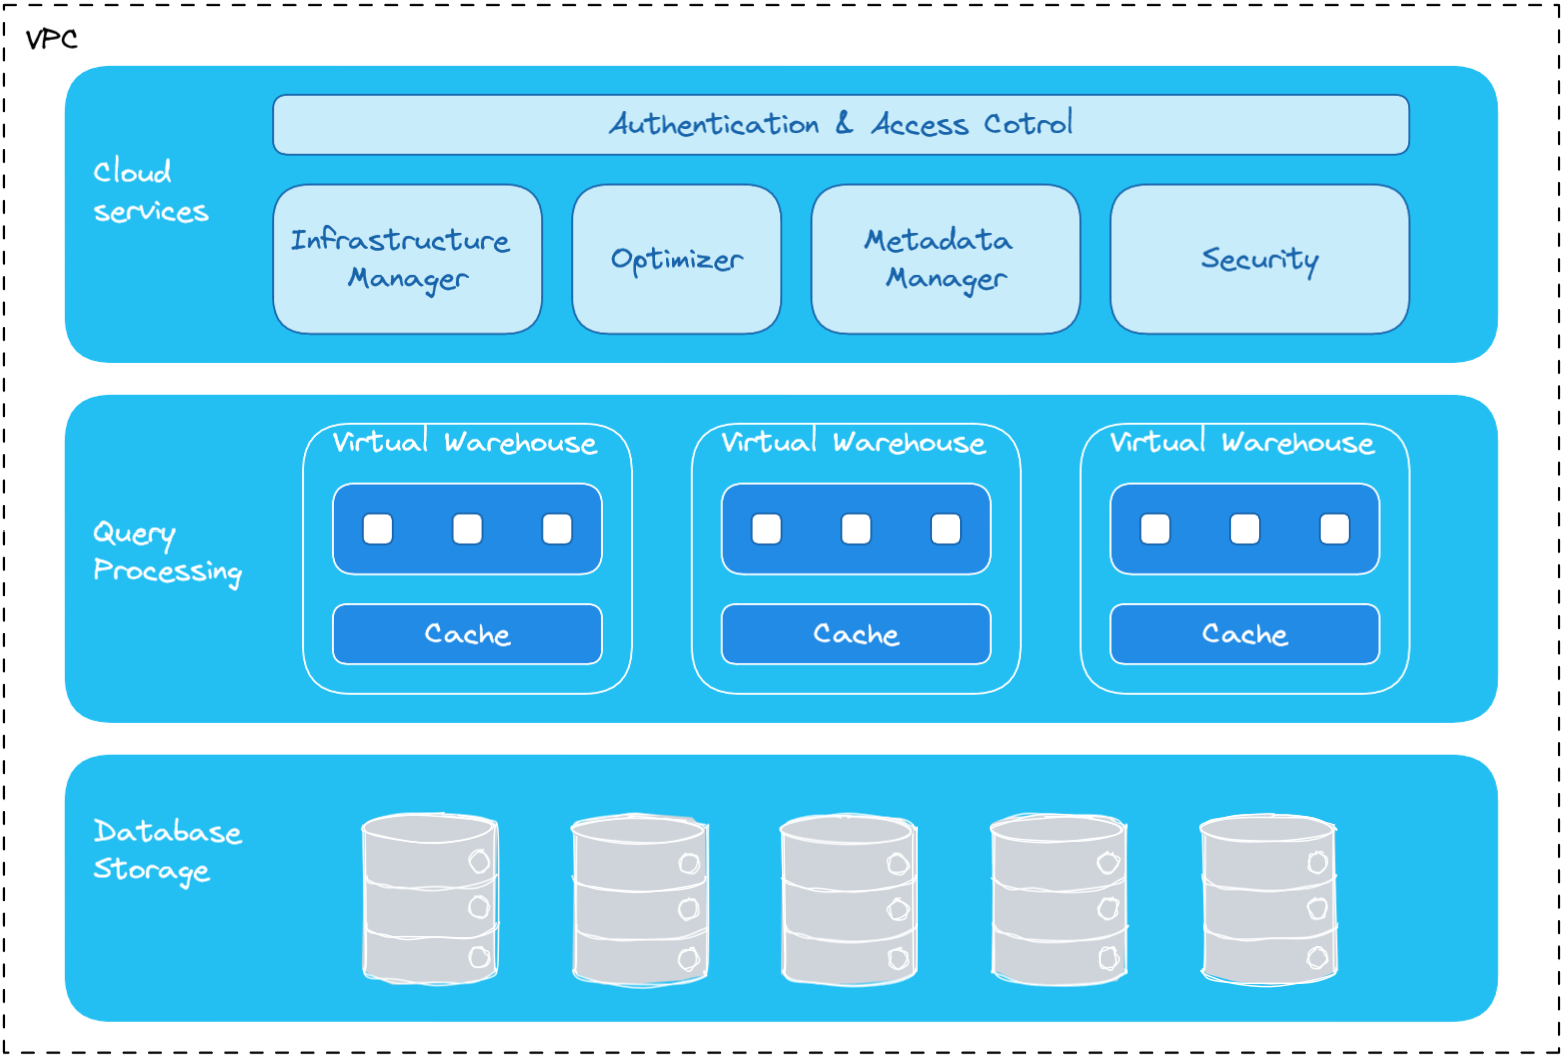 VPC
Cloud
services
Authentication & Access Cotrol
Infrastructure
Manager
Optimizer
Metadata
Manager
Security
Query
Processing
Virtual Warehouse
Cache
Virtual Warehouse
Cache
Virtual Warehouse
Cache
Database
Storage